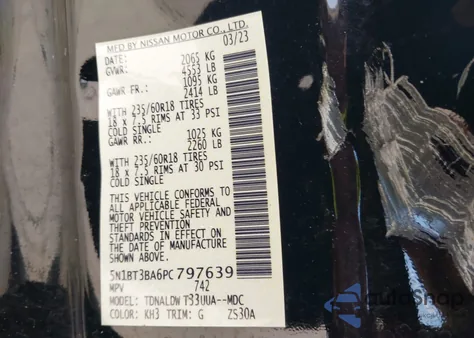 MFD BY NISSAN MOTOR CO., LTD.
DATE: 03/23
GVWR: 2065 KG
4553 LB
GAWR FR.: 1095 KG
2414 LB
WITH 235/60R18 TIRES
18 x 7.5 RIMS AT 33 PSI
COLD SINGLE
GAWR RR.: 1025 KG
2260 LB
WITH 235/60R18 TIRES
18 x 7.5 RIMS AT 30 PSI
COLD SINGLE
THIS VEHICLE CONFORMS TO
ALL APPLICABLE FEDERAL
MOTOR VEHICLE SAFETY AND
THEFT PREVENTION
STANDARDS IN EFFECT ON
THE DATE OF MANUFACTURE
SHOWN ABOVE.
5N1BT3BA6PC797639
MPV 742
MODEL: TDNALDW T33UUA--MDC
COLOR: KH3 TRIM: G ZS30A
autoSnap